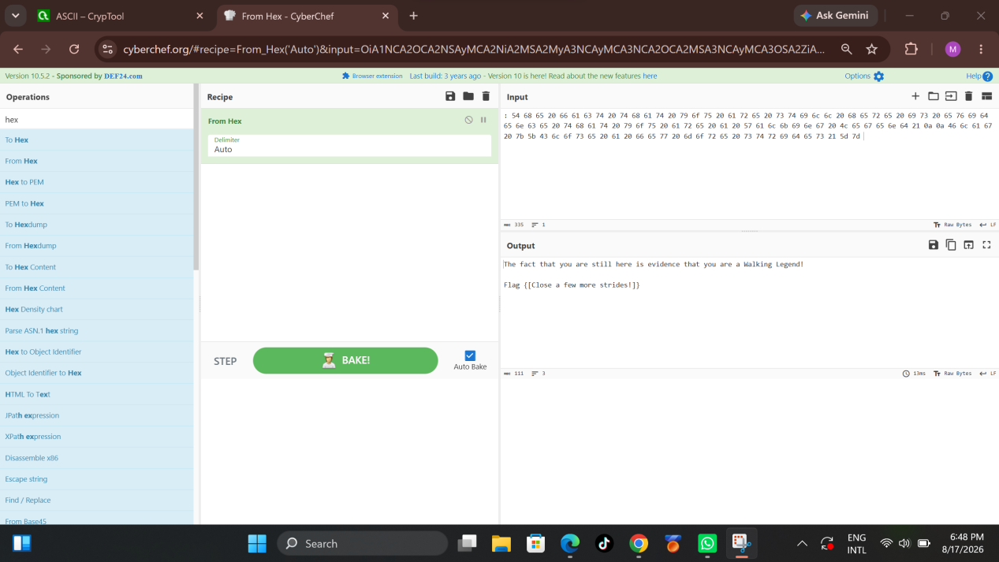 ASCII – CrypTool
From Hex - CyberChef
Ask Gemini
cyberchef.org/#recipe=From_Hex('Auto')&input=OiA1NCA2OCA2NSAyMCA2NiA2MSA2MyA3NCAyMCA3NCA2OCA2MSA3NCAyMCA3OSA2ZiA...
M
Version 10.5.2 - Sponsored by DEF24.com
Browser extension
Last build: 3 years ago - Version 10 is here! Read about the new features here
Options
Help
Operations
hex
To Hex
From Hex
Hex to PEM
PEM to Hex
To Hexdump
From Hexdump
To Hex Content
From Hex Content
Hex Density chart
Parse ASN.1 hex string
Hex to Object Identifier
Object Identifier to Hex
HTML To Text
JPath expression
XPath expression
Disassemble x86
Escape string
Find / Replace
From Base45
Recipe
From Hex
Delimiter
Auto
STEP
BAKE!
Auto Bake
Input
: 54 68 65 20 66 61 63 74 20 74 68 61 74 20 79 6f 75 20 61 72 65 20 73 74 69 6c 6c 20 68 65 72 65 20 69 73 20 65 76 69 64
65 6e 63 65 20 74 68 61 74 20 79 6f 75 20 61 72 65 20 61 20 57 61 6c 6b 69 6e 67 20 4c 65 67 65 6e 64 21 0a 0a 46 6c 61 67
20 7b 5b 43 6c 6f 73 65 20 61 20 66 65 77 20 6d 6f 72 65 20 73 74 72 69 64 65 73 21 5d 7d
335
1
Raw Bytes
LF
Output
The fact that you are still here is evidence that you are a Walking Legend!
Flag {[Close a few more strides!]}
111
3
13ms
Raw Bytes
LF
Search
ENG
INTL
6:48 PM
8/17/2026